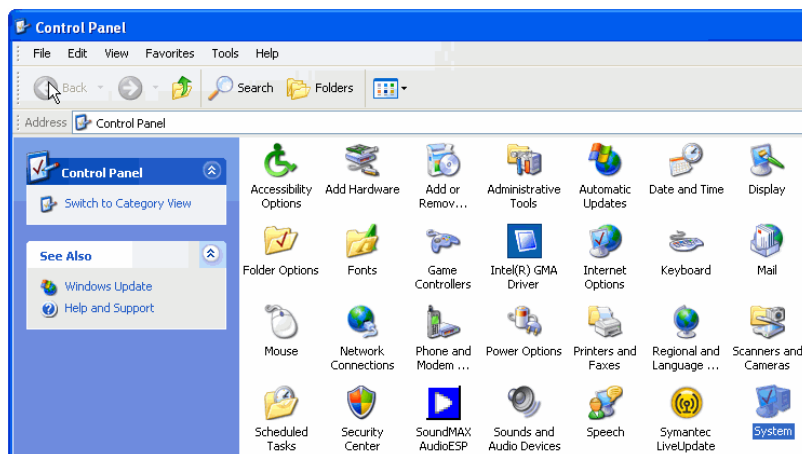 Control Panel
File Edit View Favorites Tools Help
Back Search Folders
Address Control Panel
Control Panel
Switch to Category View
See Also
Windows Update
Help and Support
Accessibility Options
Add Hardware
Add or Remov...
Administrative Tools
Automatic Updates
Date and Time
Display
Folder Options
Fonts
Game Controllers
Intel(R) GMA Driver
Internet Options
Keyboard
Mail
Mouse
Network Connections
Phone and Modem ...
Power Options
Printers and Faxes
Regional and Language ...
Scanners and Cameras
Scheduled Tasks
Security Center
SoundMAX AudioESP
Sounds and Audio Devices
Speech
Symantec LiveUpdate
System